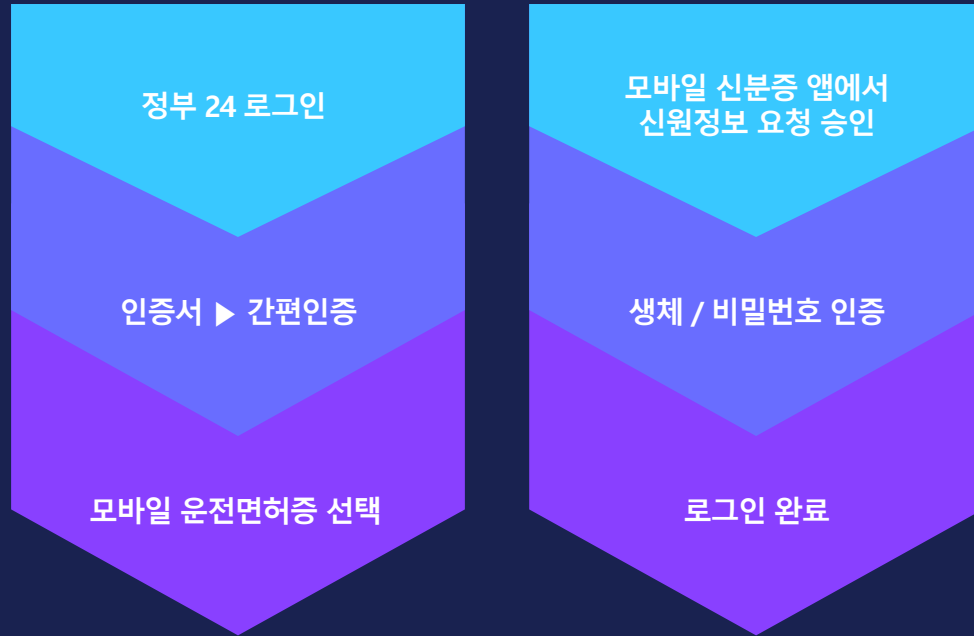 정부 24 로그인
인증서 ▶ 간편인증
모바일 운전면허증 선택
모바일 신분증 앱에서
신원정보 요청 승인
생체 / 비밀번호 인증
로그인 완료